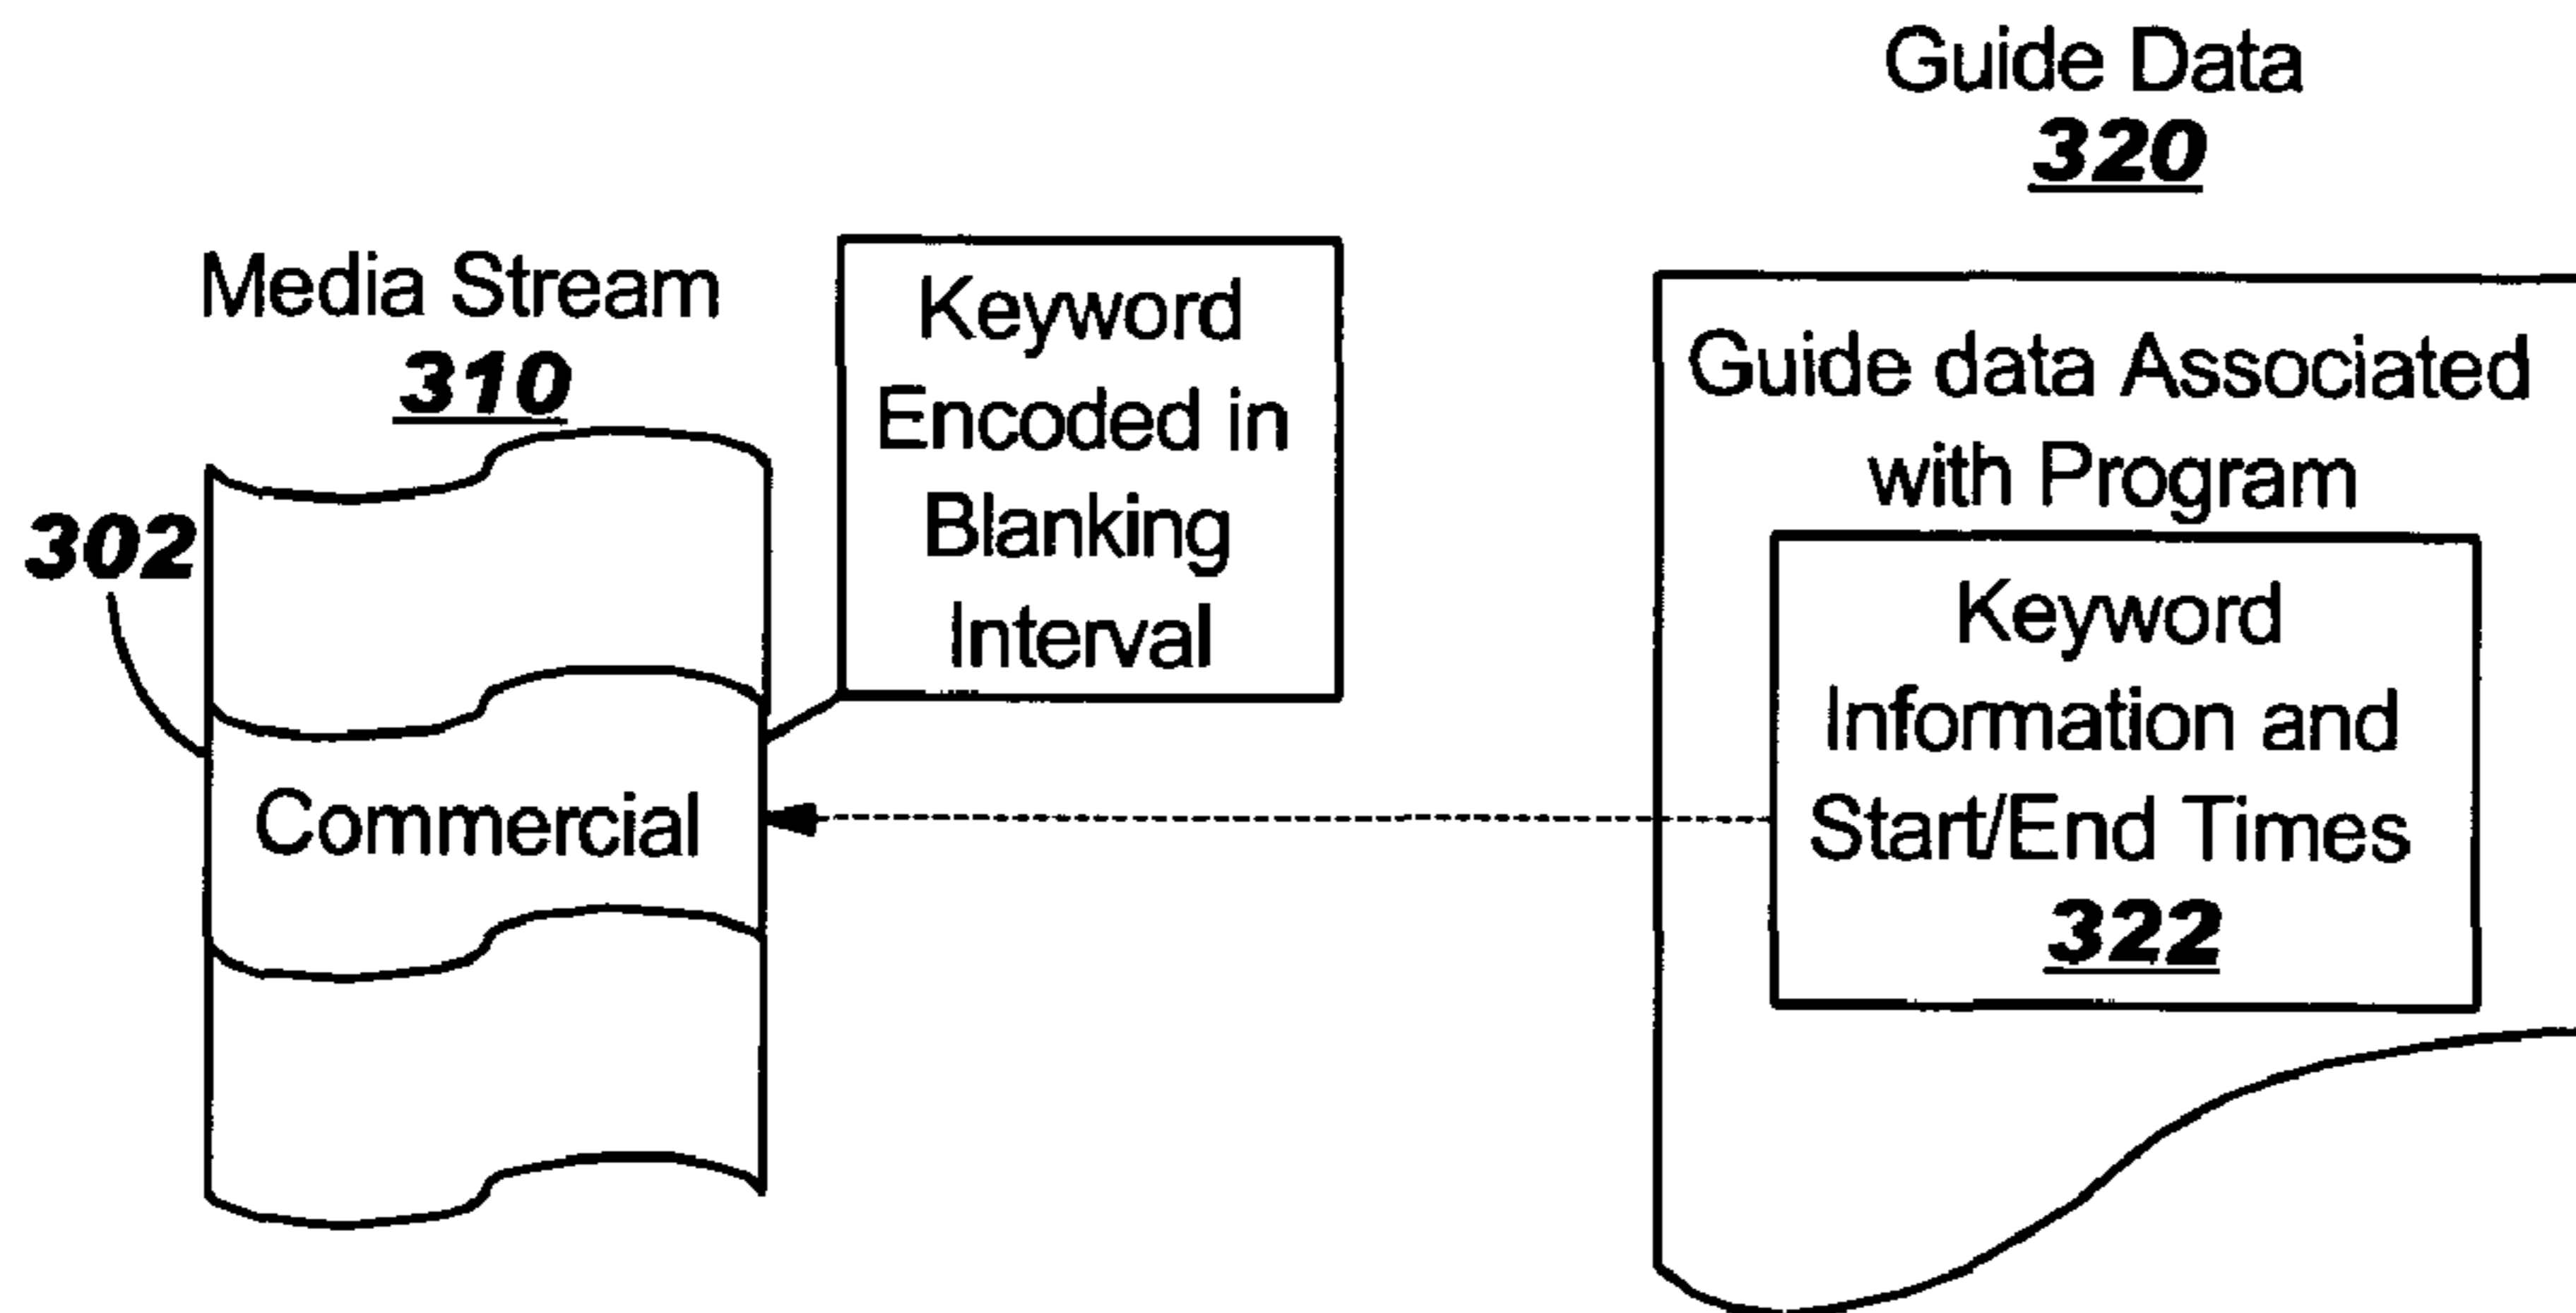 Media Stream
310
302
Commercial
Keyword
Encoded in
Blanking
Interval
Guide Data
320
Guide data Associated
with Program
Keyword
Information and
Start/End Times
322